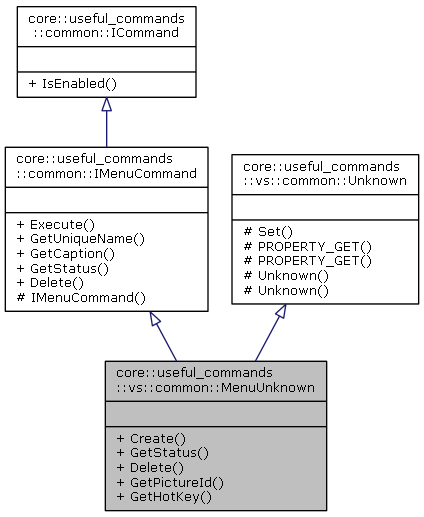 core::useful_commands
::common::ICommand
+ IsEnabled()
core::useful_commands
::common::IMenuCommand
+ Execute()
+ GetUniqueName()
+ GetCaption()
+ GetStatus()
+ Delete()
# IMenuCommand()
core::useful_commands
::vs::common::Unknown
# Set()
# PROPERTY_GET()
# PROPERTY_GET()
# Unknown()
# Unknown()
core::useful_commands
::vs::common::MenuUnknown
+ Create()
+ GetStatus()
+ Delete()
+ GetPictureId()
+ GetHotKey()